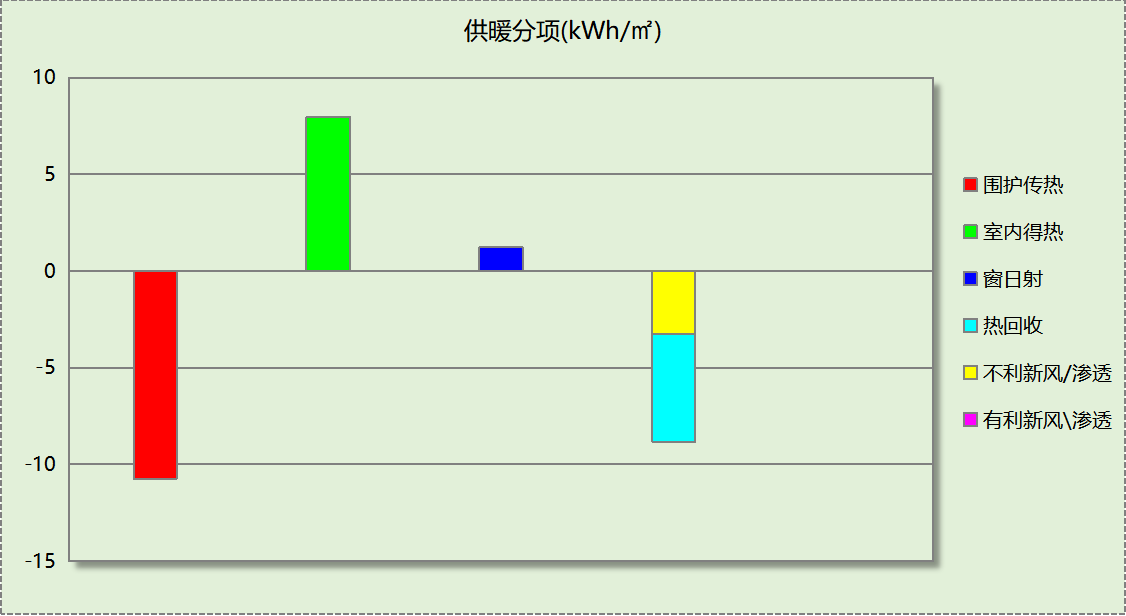 供暖分项(kWh/㎡)
10
5
0
-5
-10
-15
围护传热
室内得热
窗日射
热回收
不利新风/渗透
有利新风\渗透